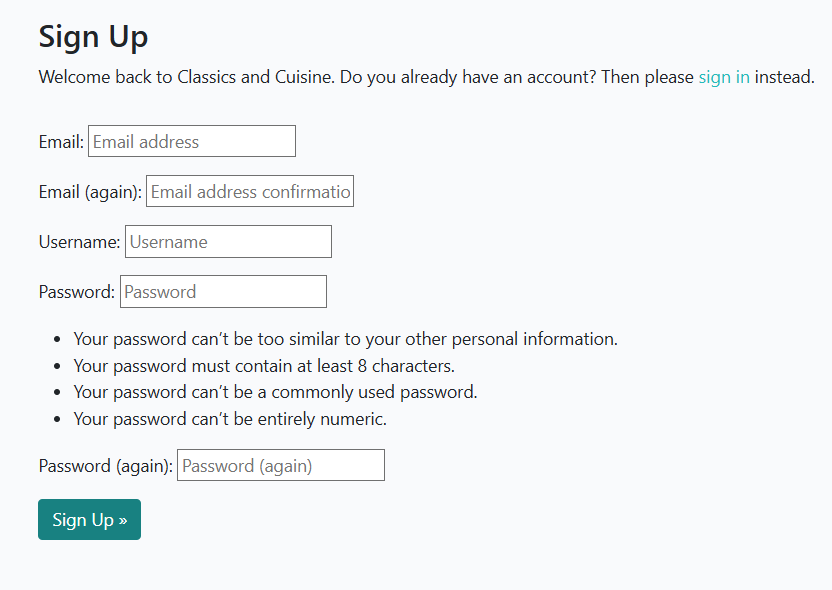 Sign Up
Welcome back to Classics and Cuisine. Do you already have an account? Then please sign in instead.
Email: Email address
Email (again): Email address confirmatio
Username: Username
Password: Password
• Your password can’t be too similar to your other personal information.
• Your password must contain at least 8 characters.
• Your password can’t be a commonly used password.
• Your password can’t be entirely numeric.
Password (again): Password (again)
Sign Up »